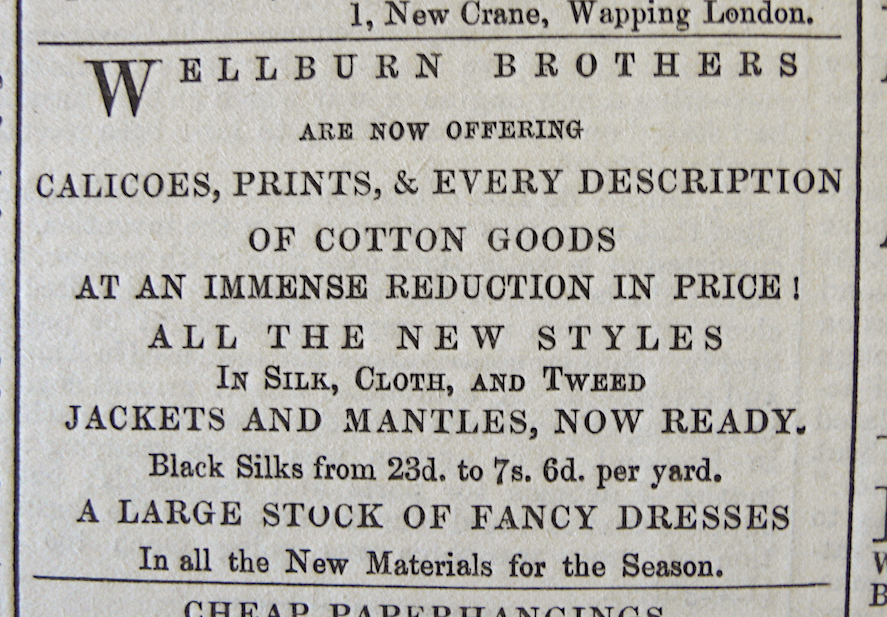 1, New Crane, Wapping London.
WELLBURN BROTHERS
ARE NOW OFFERING
CALICOES, PRINTS, & EVERY DESCRIPTION
OF COTTON GOODS
AT AN IMMENSE REDUCTION IN PRICE!
ALL THE NEW STYLES
IN SILK, CLOTH, AND TWEED
JACKETS AND MANTLES, NOW READY.
Black Silks from 23d. to 7s. 6d. per yard.
A LARGE STOCK OF FANCY DRESSES
In all the New Materials for the Season.
CHEAP PAPERHANGINGS